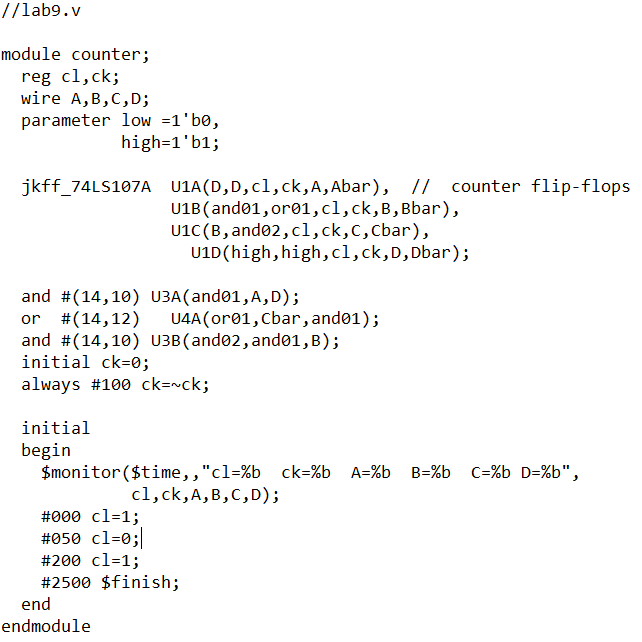 //lab9.v
module counter;
reg cl,ck;
wire A,B,C,D;
parameter low =1'b0,
high=1'b1;
jkff_74LS107A  U1A(D,D,cl,ck,A,Abar),  //  counter flip-flops
U1B(and01,or01,cl,ck,B,Bbar),
U1C(B,and02,cl,ck,C,Cbar),
U1D(high,high,cl,ck,D,Dbar);
and #(14,10) U3A(and01,A,D);
or  #(14,12)   U4A(or01,Cbar,and01);
and #(14,10) U3B(and02,and01,B);
initial ck=0;
always #100 ck=~ck;
initial
begin
$monitor($time,,"cl=%b  ck=%b  A=%b  B=%b  C=%b D=%b",
cl,ck,A,B,C,D);
#000 cl=1;
#050 cl=0;
#200 cl=1;
#2500 $finish;
end
endmodule